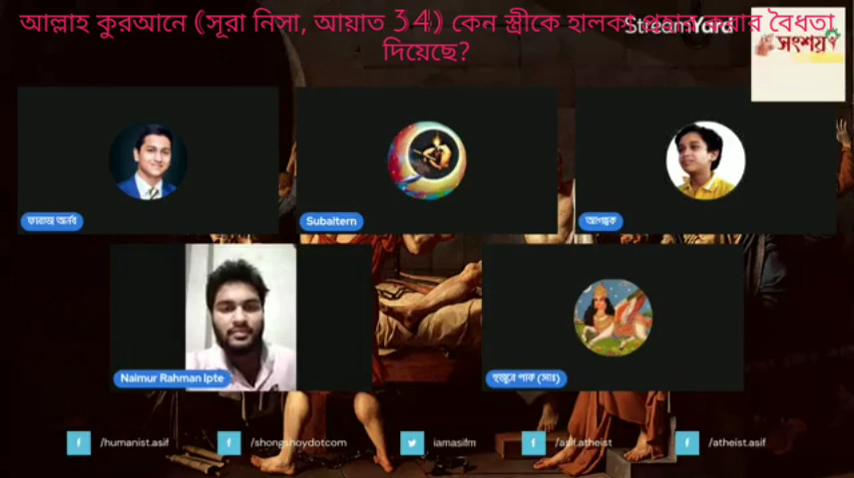 আল্লাহ কুরআনে (সূরা নিসা, আয়াত 34) কেন স্ত্রীকে হালকা প্রহার করার বৈধতা
দিয়েছে?
StreamYard
সংশয়
ফারাজ অর্নব
Subaltern
আগন্তুক
Naimur Rahman Ipte
হুজুরে পাক (সাঃ)
/humanist.asif
/shongshoydotcom
iamasifm
/asif.atheist
/atheist.asif